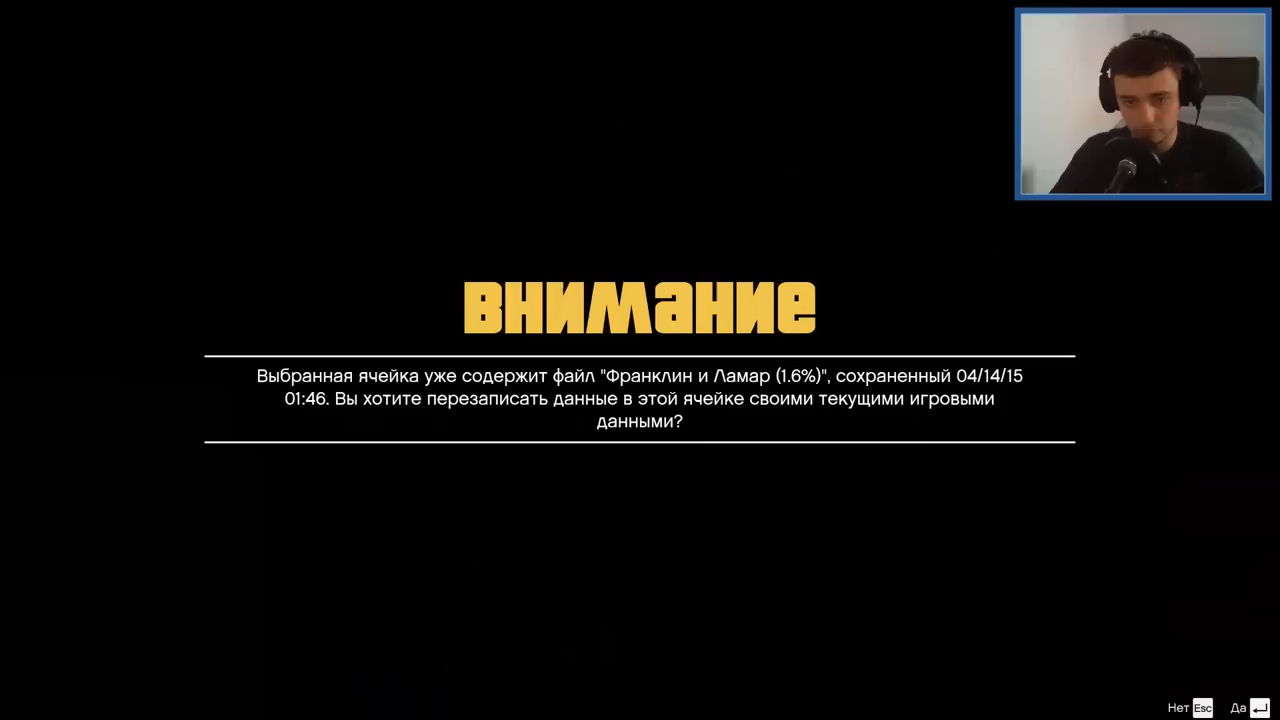 внимание
Выбранная ячейка уже содержит файл "Франклин и Ламар (1.6%)", сохраненный 04/14/15
01:46. Вы хотите перезаписать данные в этой ячейке своими текущими игровыми
данными?
Нет Esc Да